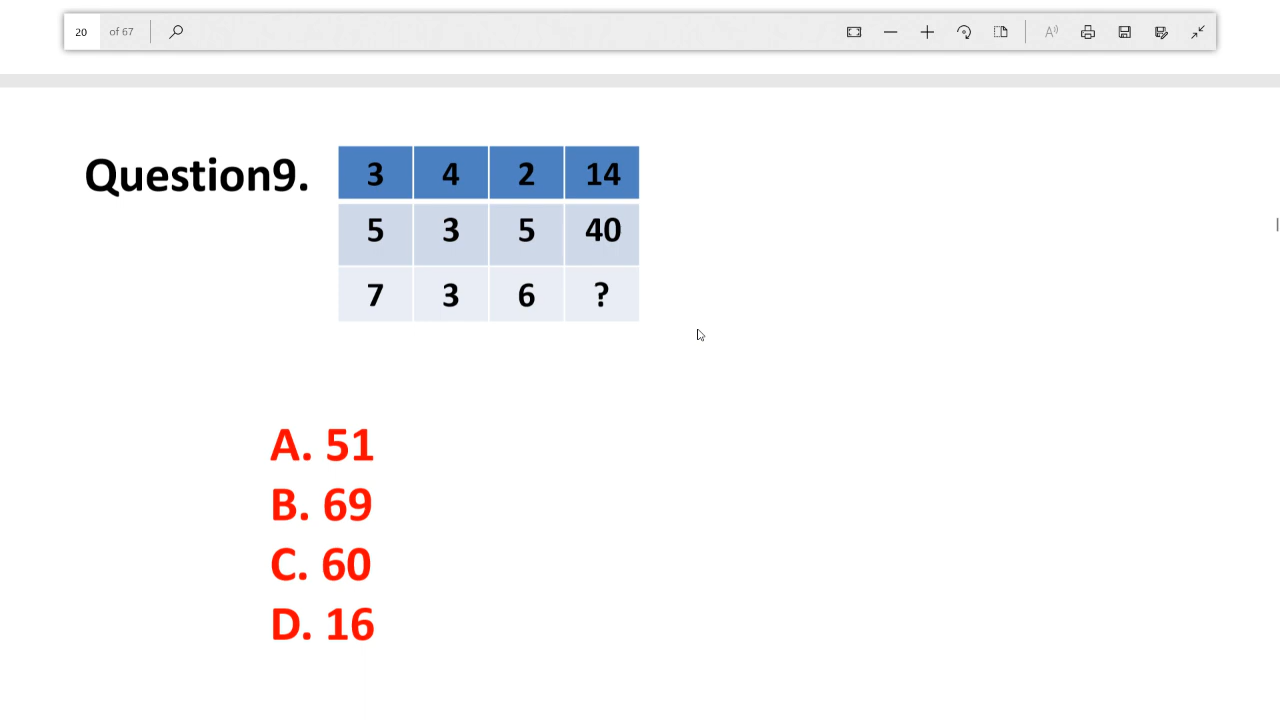 20 of 67
Question9.
3 4 2 14
5 3 5 40
7 3 6 ?
A. 51
B. 69
C. 60
D. 16